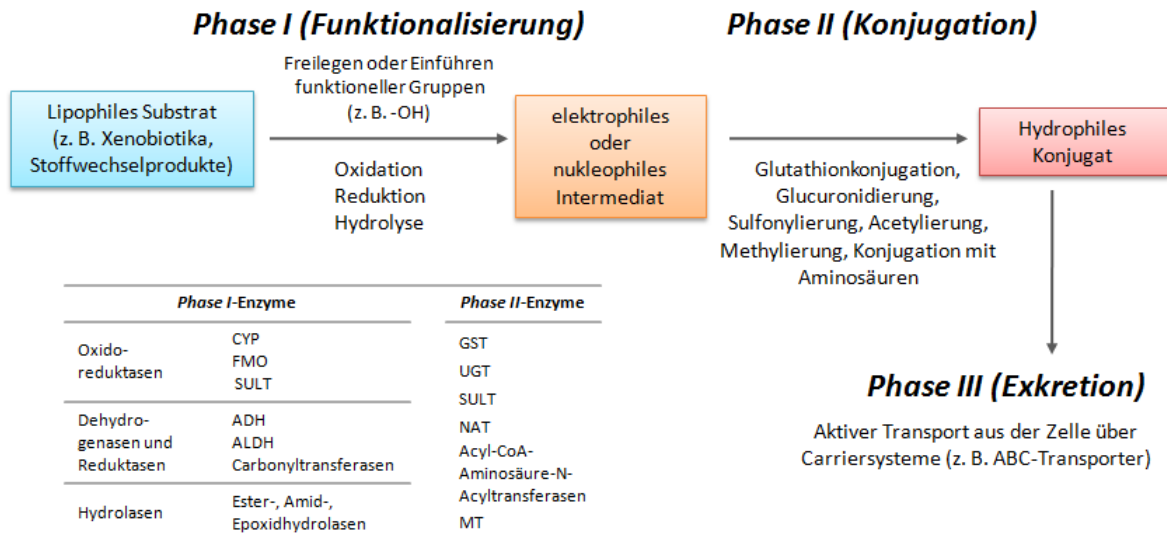 Phase I (Funktionalisierung)
Phase II (Konjugation)
Lipophiles Substrat
(z. B. Xenobiotika,
Stoffwechselprodukte)
Freilegen oder Einführen
funktioneller Gruppen
(z. B. -OH)
Oxidation
Reduktion
Hydrolyse
elektrophiles
oder
nukleophiles
Intermediat
Glutathionkonjugation,
Glucuronidierung,
Sulfonylierung, Acetylierung,
Methylierung, Konjugation mit
Aminosäuren
Hydrophiles
Konjugat
Phase III (Exkretion)
Aktiver Transport aus der Zelle über
Carriersysteme (z. B. ABC-Transporter)
Phase I-Enzyme
Oxido-
reduktasen
CYP
FMO
SULT
Dehydro-
genasen und
Reduktasen
ADH
ALDH
Carbonyltransferasen
Hydrolasen
Ester-, Amid-,
Epoxidhydrolasen
Phase II-Enzyme
GST
UGT
SULT
NAT
Acyl-CoA-
Aminosäure-N-
Acyltransferasen
MT